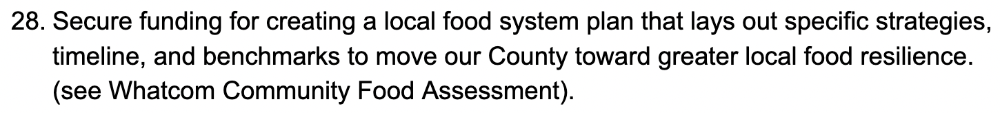 28. Secure funding for creating a local food system plan that lays out specific strategies,
timeline, and benchmarks to move our County toward greater local food resilience.
(see Whatcom Community Food Assessment).